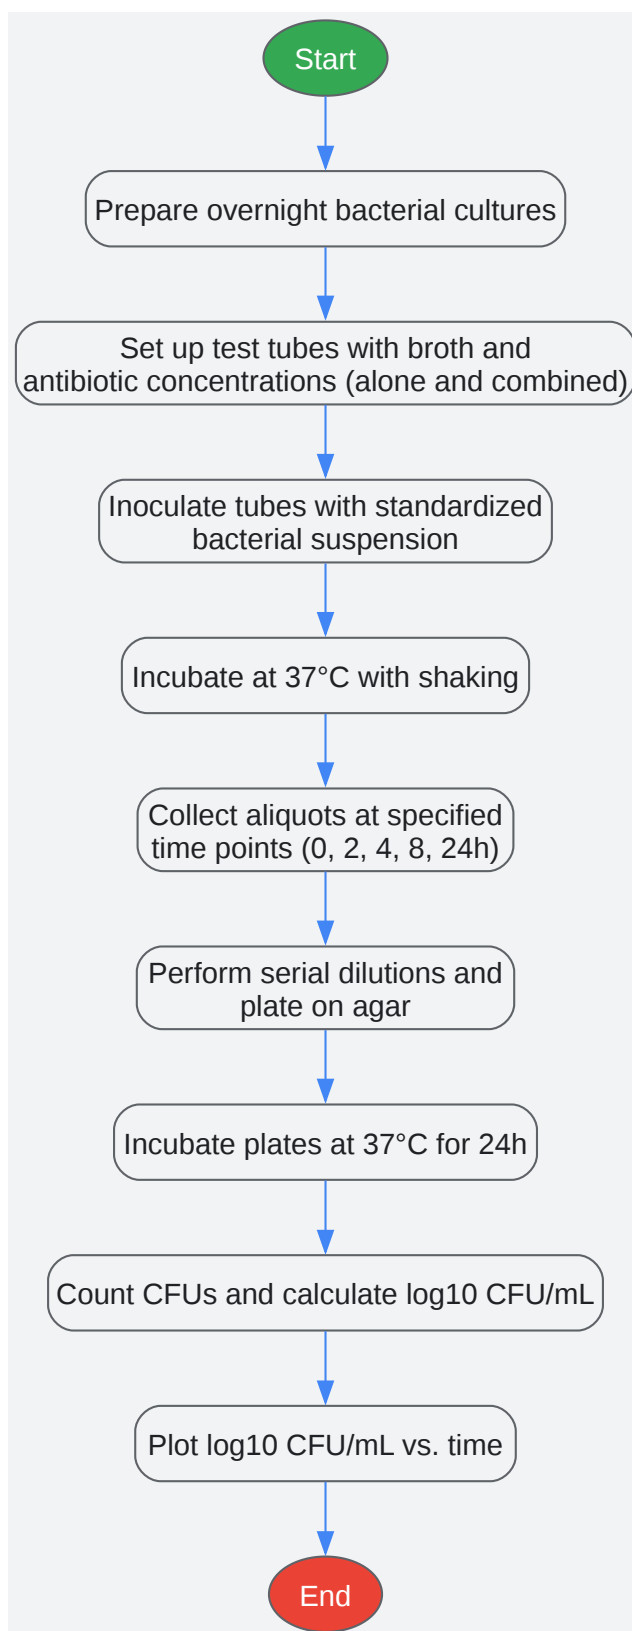 Start
Prepare overnight bacterial cultures
Set up test tubes with broth and
antibiotic concentrations (alone and combined)
Inoculate tubes with standardized
bacterial suspension
Incubate at 37°C with shaking
Collect aliquots at specified
time points (0, 2, 4, 8, 24h)
Perform serial dilutions and
plate on agar
Incubate plates at 37°C for 24h
Count CFUs and calculate log10 CFU/mL
Plot log10 CFU/mL vs. time
End